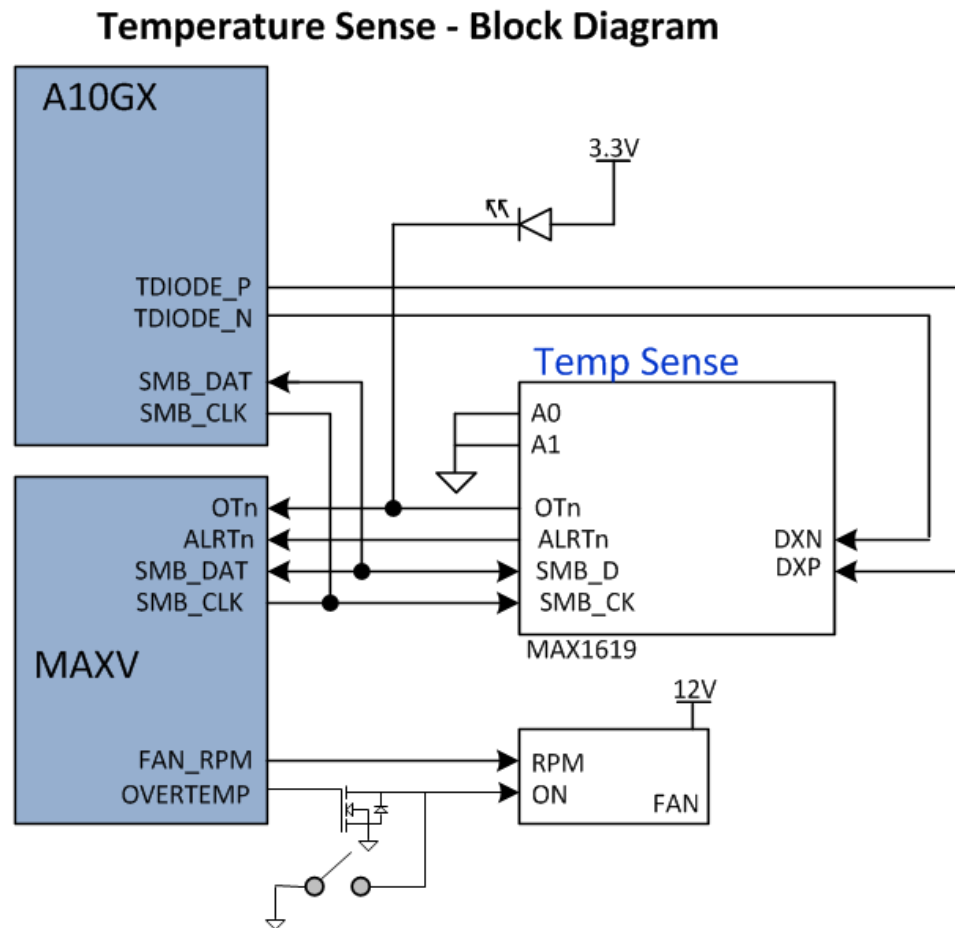 Temperature Sense - Block Diagram
A10GX
3.3V
TDIODE_P
TDIODE_N
SMB_DAT
SMB_CLK
Temp Sense
A0
A1
OTn
ALRTn
SMB_DAT
SMB_CLK
MAXV
OTn
ALRTn
SMB_D
SMB_CK
DXN
DXP
MAX1619
12V
FAN_RPM
OVERTEMP
RPM
ON
FAN